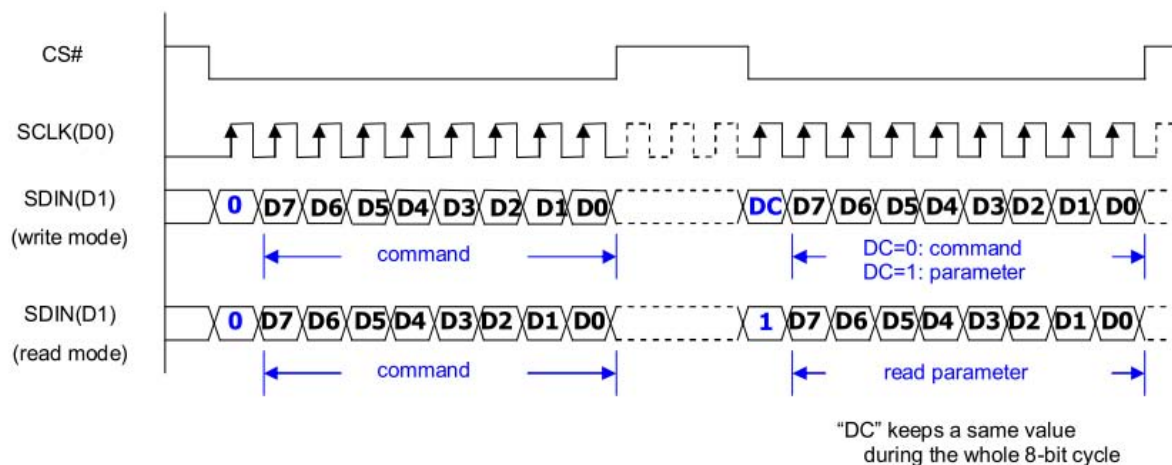 CS#
SCLK(D0)
SDIN(D1)
(write mode)
0 D7 D6 D5 D4 D3 D2 D1 D0
DC D7 D6 D5 D4 D3 D2 D1 D0
command
DC=0: command
DC=1: parameter
SDIN(D1)
(read mode)
0 D7 D6 D5 D4 D3 D2 D1 D0
1 D7 D6 D5 D4 D3 D2 D1 D0
command
read parameter
“DC” keeps a same value
during the whole 8-bit cycle